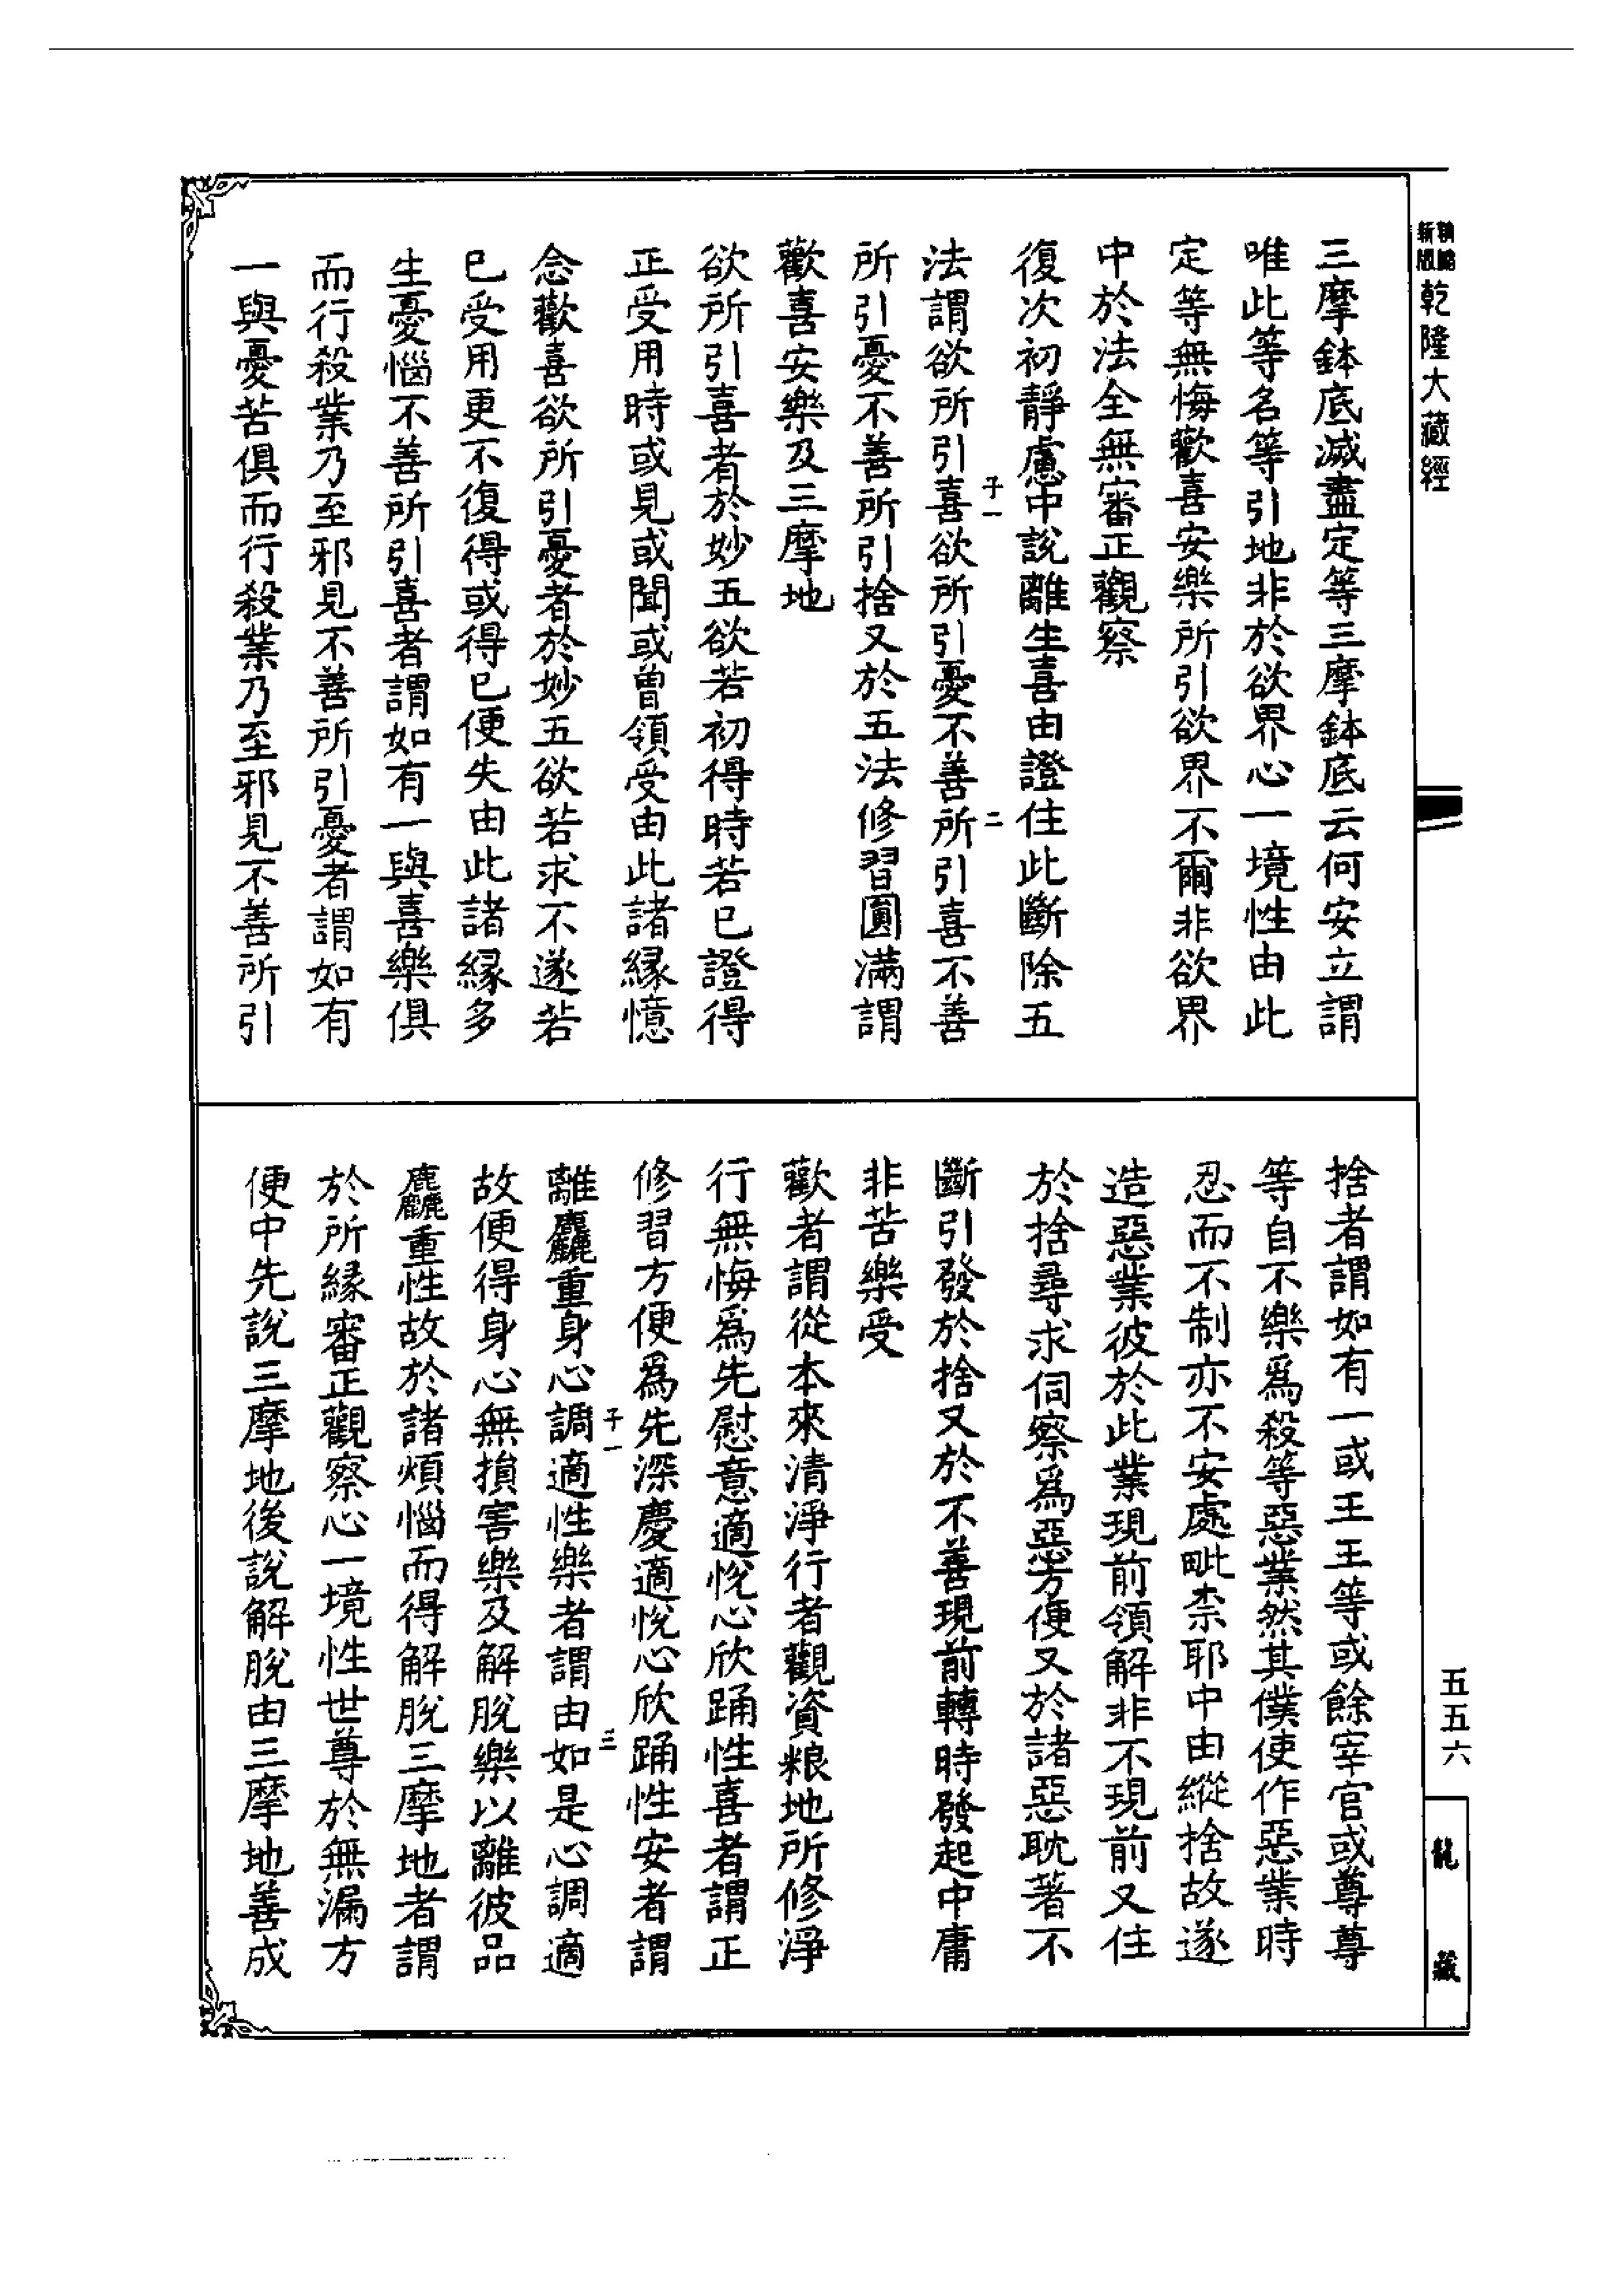 新版 精縮 乾隆大藏經
三摩鉢底滅盡定等三摩鉢底云何安立謂
唯此等名等引地非於欲界心一境性由此
定等無悔歡喜安樂所引欲界不爾非欲界
中於法全無審正觀察
復次初靜慮中說離生喜由證住此斷除五
法謂欲所引喜欲所引憂不善所引喜不善
子一
二
所引憂不善所引捨又於五法修習圓滿謂
歡喜安樂及三摩地
欲所引喜者於妙五欲若初得時若已證得
正受用時或見或聞或曾領受由此諸緣憶
念歡喜欲所引憂者於妙五欲若求不遂若
已受用更不復得或得已便失由此諸緣多
生憂惱不善所引喜者謂如有一與喜樂俱
而行殺業乃至邪見不善所引憂者謂如有
一與憂苦俱而行殺業乃至邪見不善所引
捨者謂如有一或王王等或餘宰官或尊尊
等自不樂爲殺等惡業然其僕使作惡業時
忍而不制亦不安處毗柰耶中由縱捨故遂
造惡業彼於此業現前領解非不現前又住
於捨尋求伺察爲惡方便又於諸惡耽著不
斷引發於捨又於不善現前轉時發起中庸
非苦樂受
歡者謂從本來清淨行者觀資粮地所修淨
行無悔爲先慰意適悅心欣踊性喜者謂正
修習方便爲先深慶適悅心欣踊性安者謂
子一
三
離麤重身心調適性樂者謂由如是心調適
故便得身心無損害樂及解脫樂以離彼品
麤重性故於諸煩惱而得解脫三摩地者謂
於所緣審正觀察心一境性世尊於無漏方
便中先說三摩地後說解脫由三摩地善成
五五六
龍藏